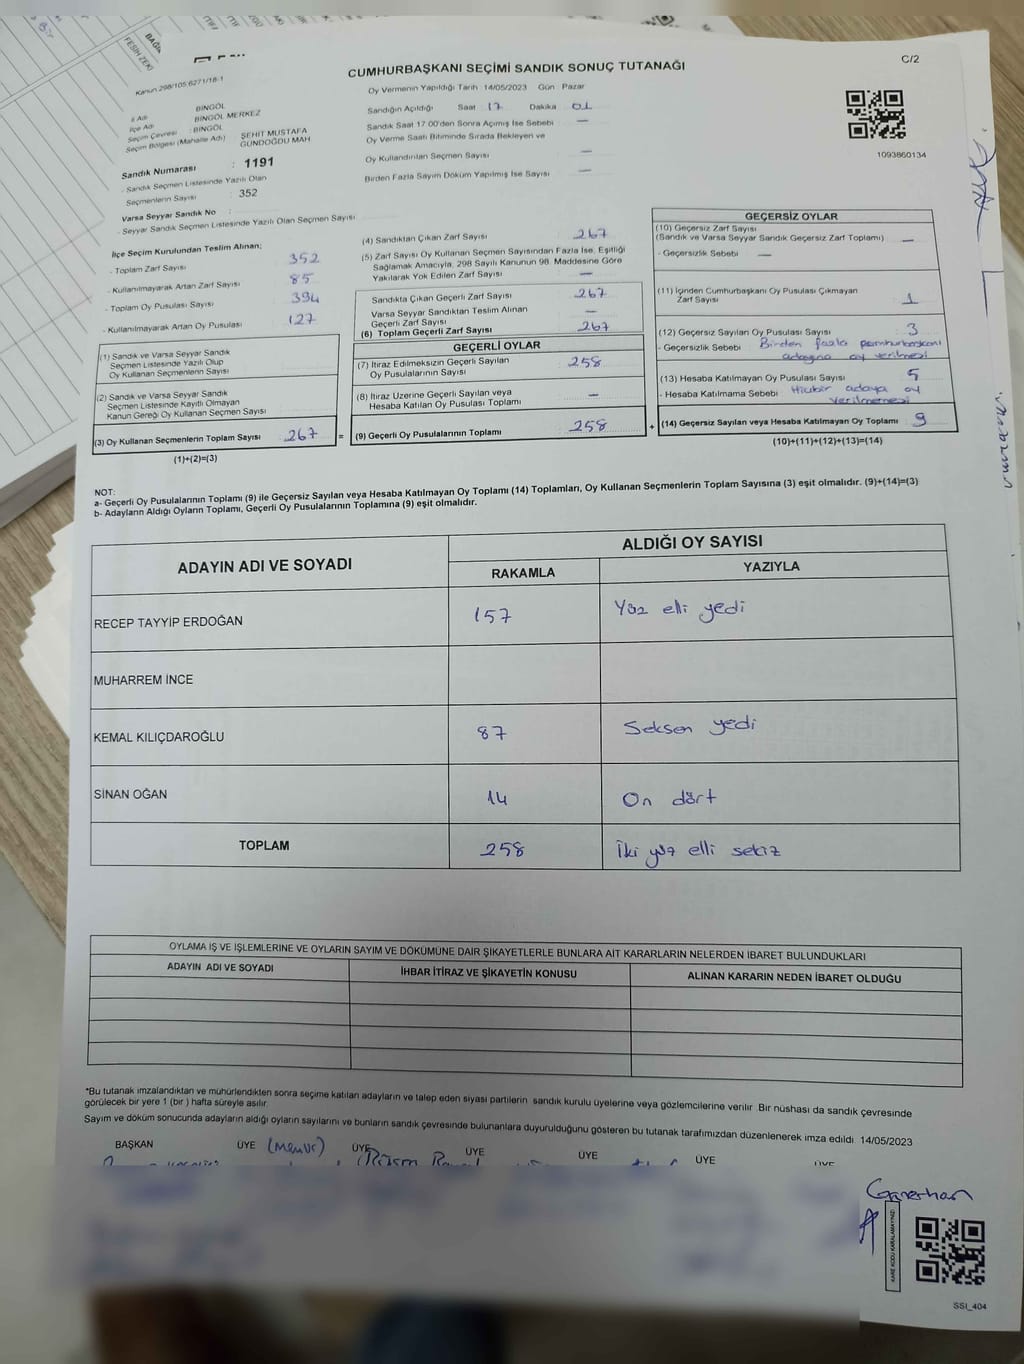 C/2
CUMHURBAŞKANI SEÇİMİ SANDIK SONUÇ TUTANAĞI
Kanun 298/105 6271/18-1
Oy Vermenin Yapıldığı Tarih 14/05/2023 Gün Pazar
İl Adı BİNGÖL
İlçe Adı BİNGÖL MERKEZ
Seçim Çevresi : BİNGÖL
Seçim Bölgesi (Mahalle Adı) ŞEHİT MUSTAFA GÜNDOĞDU MAH
Sandık Numarası : 1191
- Sandık Seçmen Listesinde Yazılı Olan
Seçmenlerin Sayısı : 352
Varsa Seyyar Sandık No :
- Seyyar Sandık Seçmen Listesinde Yazılı Olan Seçmen Sayısı
Sandığın Açıldığı Saat 17 Dakika 01
Sandık Saat 17.00'den Sonra Açılmış İse Sebebi —
Oy Verme Saati Bitiminde Sırada Bekleyen ve
Oy Kullandırılan Seçmen Sayısı —
Birden Fazla Sayım Döküm Yapılmış İse Sayısı —
1093860134
İlçe Seçim Kurulundan Teslim Alınan;
- Toplam Zarf Sayısı 352
- Kullanılmayarak Artan Zarf Sayısı 85
- Toplam Oy Pusulası Sayısı 394
- Kullanılmayarak Artan Oy Pusulası 127
(1) Sandık ve Varsa Seyyar Sandık
Seçmen Listesinde Yazılı Olup
Oy Kullanan Seçmenlerin Sayısı
(2) Sandık ve Varsa Seyyar Sandık
Seçmen Listesinde Kayıtlı Olmayan
Kanun Gereği Oy Kullanan Seçmen Sayısı
(3) Oy Kullanan Seçmenlerin Toplam Sayısı 267 =
(1)+(2)=(3)
(4) Sandıktan Çıkan Zarf Sayısı 267
(5) Zarf Sayısı Oy Kullanan Seçmen Sayısından Fazla İse, Eşitliği
Sağlamak Amacıyla, 298 Sayılı Kanunun 98. Maddesine Göre
Yakılarak Yok Edilen Zarf Sayısı —
Sandıkta Çıkan Geçerli Zarf Sayısı 267
Varsa Seyyar Sandıktan Teslim Alınan
Geçerli Zarf Sayısı —
(6) Toplam Geçerli Zarf Sayısı 267
GEÇERLİ OYLAR
(7) İtiraz Edilmeksizin Geçerli Sayılan
Oy Pusulalarının Sayısı 258
(8) İtiraz Üzerine Geçerli Sayılan veya
Hesaba Katılan Oy Pusulası Toplamı —
(9) Geçerli Oy Pusulalarının Toplamı 258 +
GEÇERSİZ OYLAR
(10) Geçersiz Zarf Sayısı
(Sandık ve Varsa Seyyar Sandık Geçersiz Zarf Toplamı) —
- Geçersizlik Sebebi —
(11) İçinden Cumhurbaşkanı Oy Pusulası Çıkmayan
Zarf Sayısı 1
(12) Geçersiz Sayılan Oy Pusulası Sayısı 3
- Geçersizlik Sebebi Birden fazla cumhurbaşkanı
adayına oy verilmesi
(13) Hesaba Katılmayan Oy Pusulası Sayısı 5
- Hesaba Katılmama Sebebi Hiçbir adaya oy
verilmemesi
(14) Geçersiz Sayılan veya Hesaba Katılmayan Oy Toplamı 9
(10)+(11)+(12)+(13)=(14)
NOT:
a- Geçerli Oy Pusulalarının Toplamı (9) ile Geçersiz Sayılan veya Hesaba Katılmayan Oy Toplamı (14) Toplamları, Oy Kullanan Seçmenlerin Toplam Sayısına (3) eşit olmalıdır. (9)+(14)=(3)
b- Adayların Aldığı Oyların Toplamı, Geçerli Oy Pusulalarının Toplamına (9) eşit olmalıdır.
ADAYIN ADI VE SOYADI
ALDIĞI OY SAYISI
RAKAMLA YAZIYLA
RECEP TAYYİP ERDOĞAN 157 Yüz elli yedi
MUHARREM İNCE
KEMAL KILIÇDAROĞLU 87 Seksen yedi
SİNAN OĞAN 14 On dört
TOPLAM 258 İki yüz elli sekiz
OYLAMA İŞ VE İŞLEMLERİNE VE OYLARIN SAYIM VE DÖKÜMÜNE DAİR ŞİKAYETLERLE BUNLARA AİT KARARLARIN NELERDEN İBARET BULUNDUKLARI
ADAYIN ADI VE SOYADI İHBAR İTİRAZ VE ŞİKAYETİN KONUSU ALINAN KARARIN NEDEN İBARET OLDUĞU
*Bu tutanak imzalandıktan ve mühürlendikten sonra seçime katılan adayların ve talep eden siyasi partilerin sandık kurulu üyelerine veya gözlemcilerine verilir. Bir nüshası da sandık çevresinde
görülecek bir yere 1 (bir ) hafta süreyle asılır.
Sayım ve döküm sonucunda adayların aldığı oyların sayılarını ve bunların sandık çevresinde bulunanlara duyurulduğunu gösteren bu tutanak tarafımızdan düzenlenerek imza edildi 14/05/2023
BAŞKAN ÜYE (Memur) ÜYE ÜYE ÜYE ÜYE ÜYE
KARE KODU KARALAMAYINIZ!
SSI_404